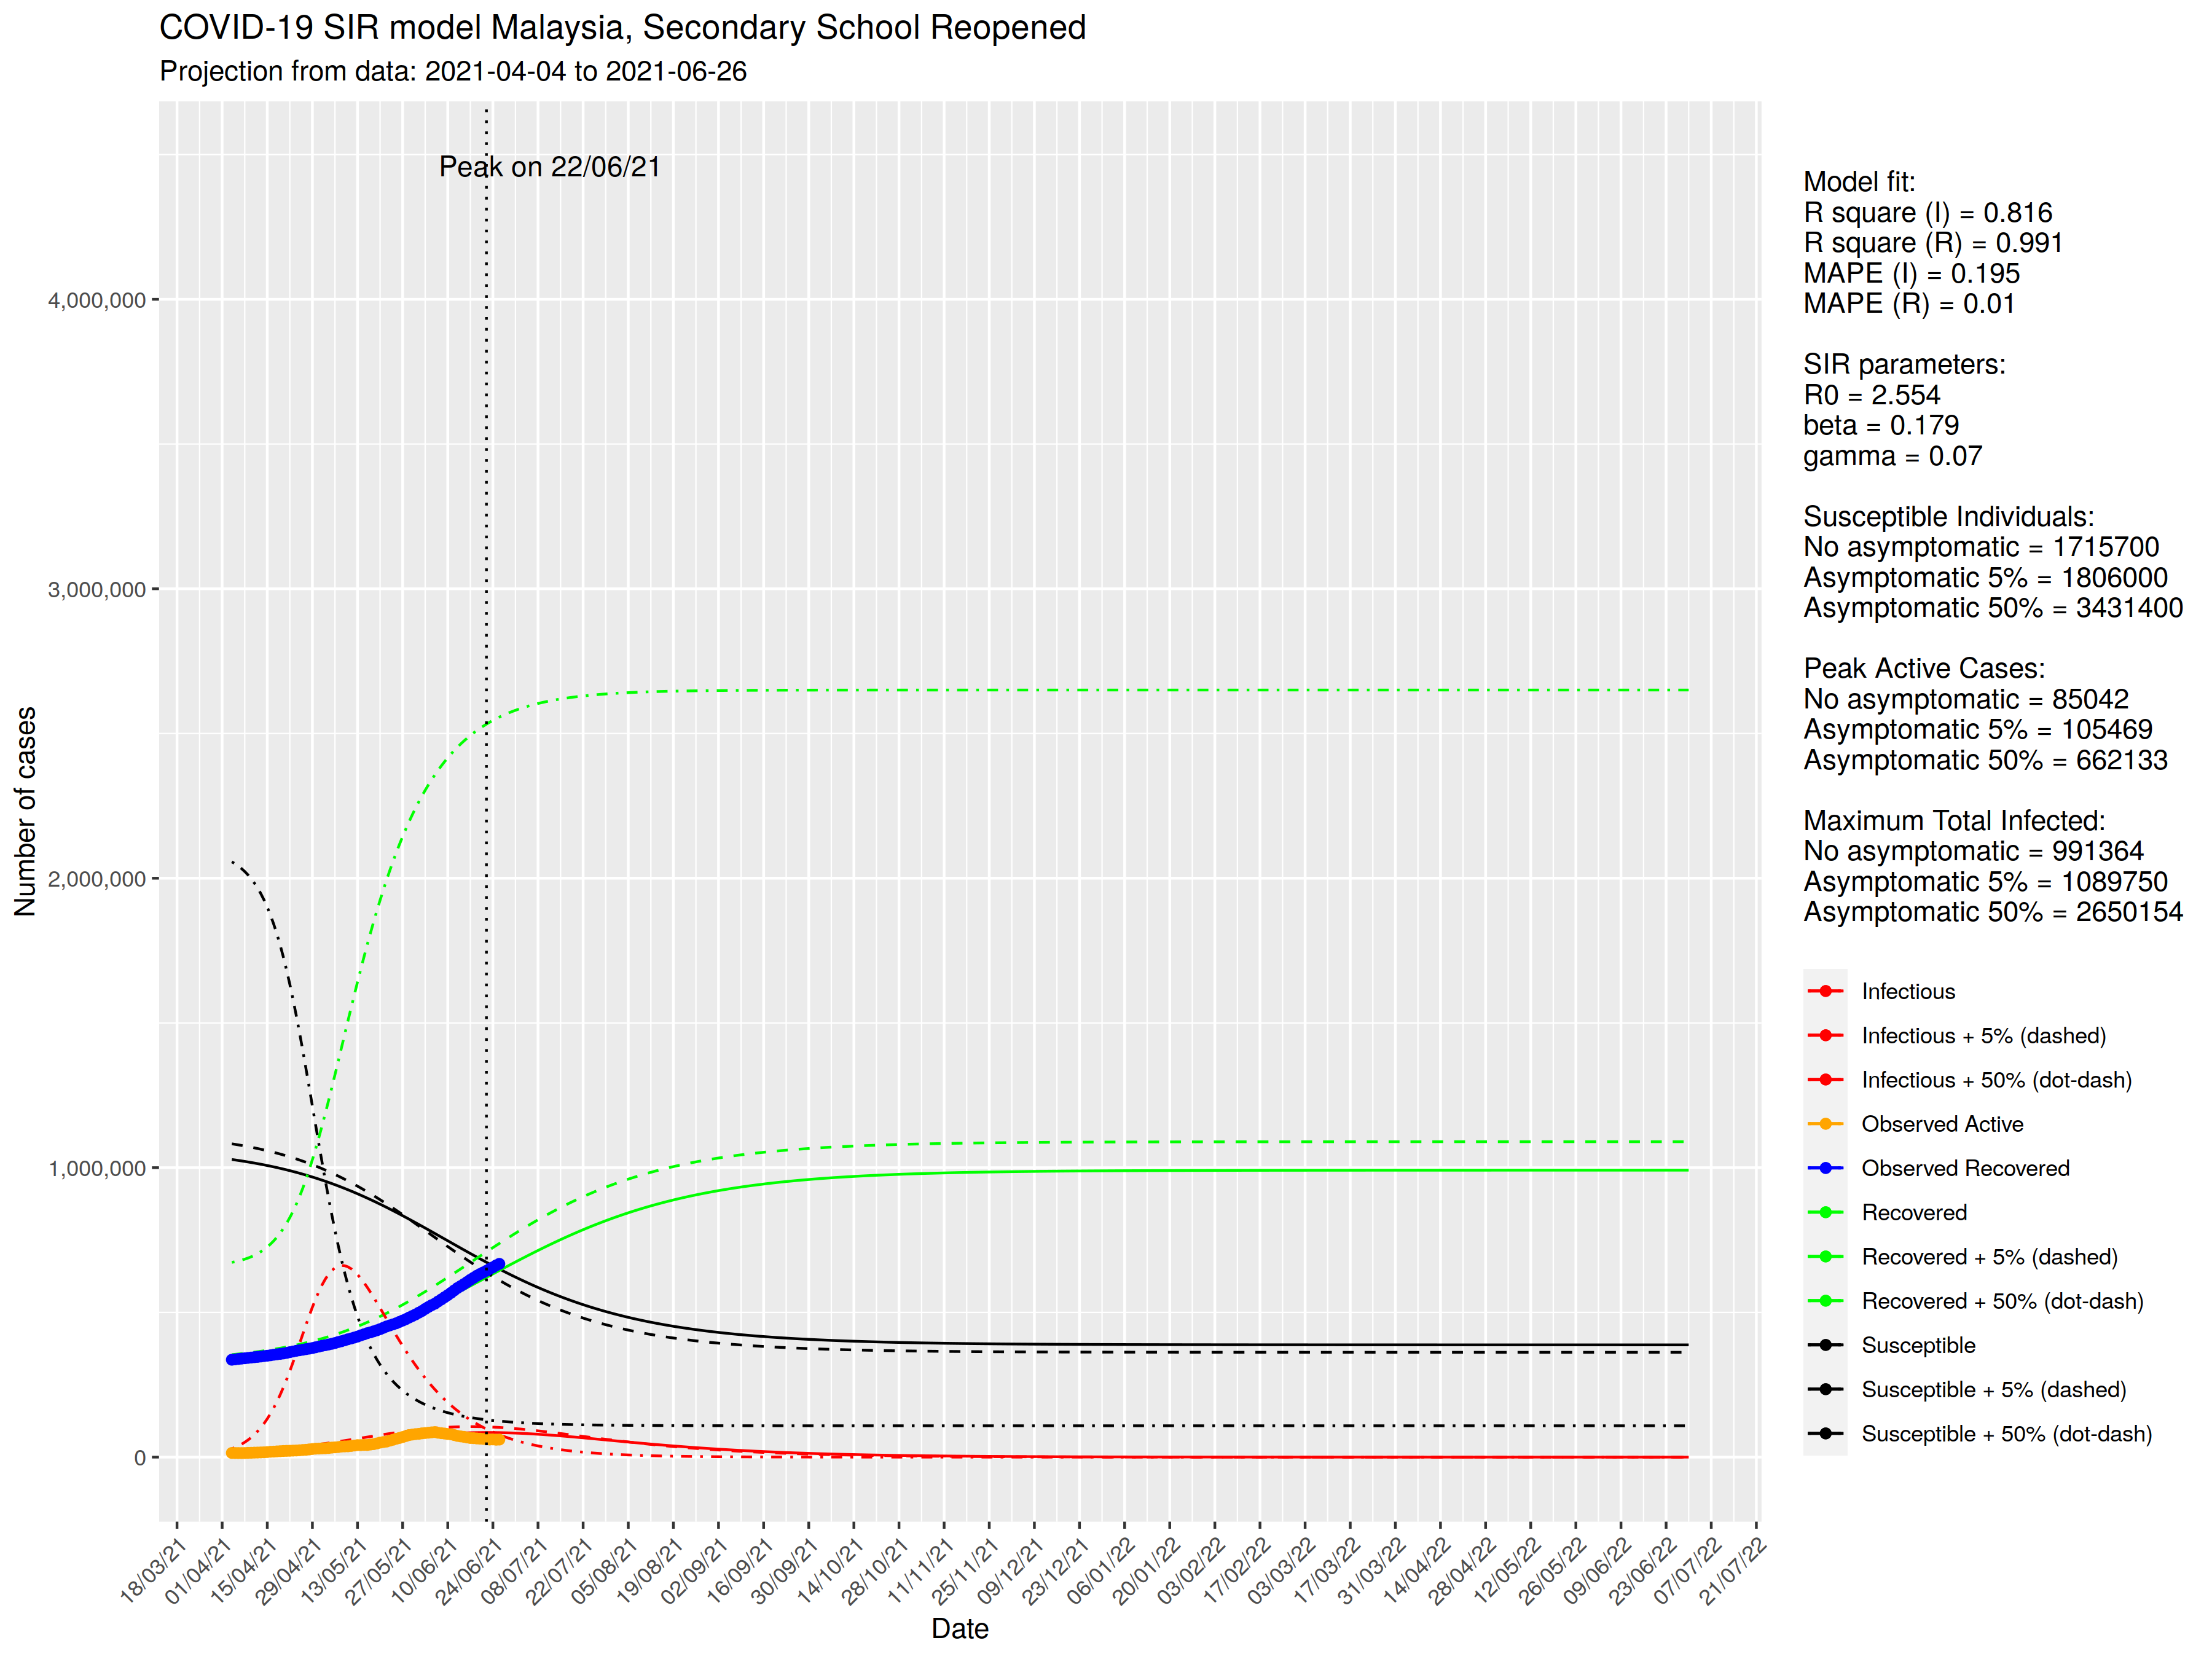 COVID-19 SIR model Malaysia, Secondary School Reopened
Projection from data: 2021-04-04 to 2021-06-26
Peak on 22/06/21
Number of cases
4,000,000
3,000,000
2,000,000
1,000,000
0
18/03/21
01/04/21
15/04/21
29/04/21
13/05/21
27/05/21
10/06/21
24/06/21
08/07/21
22/07/21
05/08/21
19/08/21
02/09/21
16/09/21
30/09/21
14/10/21
28/10/21
11/11/21
25/11/21
09/12/21
23/12/21
06/01/22
20/01/22
03/02/22
17/02/22
03/03/22
17/03/22
31/03/22
14/04/22
28/04/22
12/05/22
26/05/22
09/06/22
23/06/22
07/07/22
21/07/22
Date
Model fit:
R square (I) = 0.816
R square (R) = 0.991
MAPE (I) = 0.195
MAPE (R) = 0.01
SIR parameters:
R0 = 2.554
beta = 0.179
gamma = 0.07
Susceptible Individuals:
No asymptomatic = 1715700
Asymptomatic 5% = 1806000
Asymptomatic 50% = 3431400
Peak Active Cases:
No asymptomatic = 85042
Asymptomatic 5% = 105469
Asymptomatic 50% = 662133
Maximum Total Infected:
No asymptomatic = 991364
Asymptomatic 5% = 1089750
Asymptomatic 50% = 2650154
Infectious
Infectious + 5% (dashed)
Infectious + 50% (dot-dash)
Observed Active
Observed Recovered
Recovered
Recovered + 5% (dashed)
Recovered + 50% (dot-dash)
Susceptible
Susceptible + 5% (dashed)
Susceptible + 50% (dot-dash)